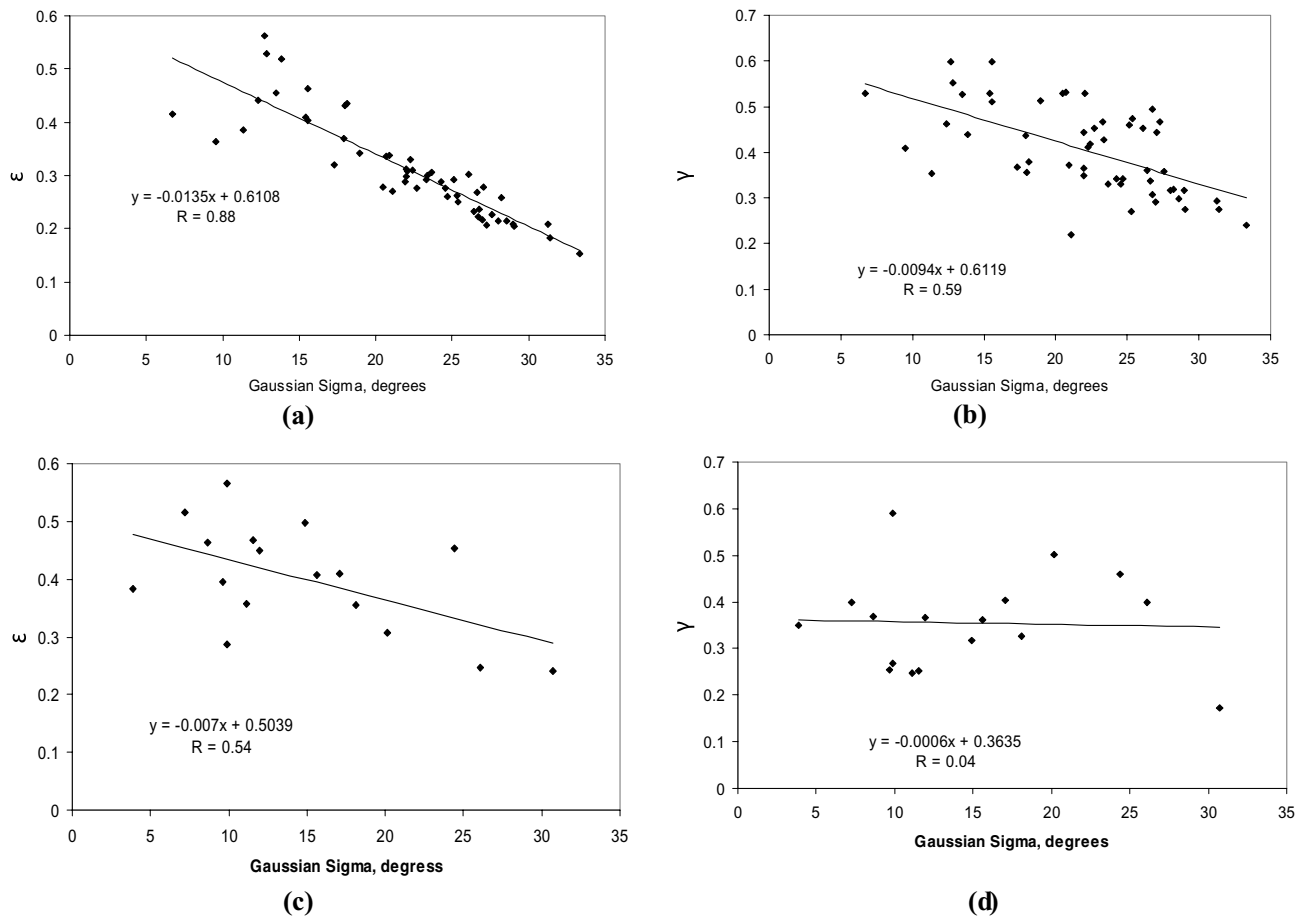 0.6
0.5
0.4
0.3
0.2
0.1
0
ε
y = -0.0135x + 0.6108
R = 0.88
0 5 10 15 20 25 30 35
Gaussian Sigma, degrees
(a)
0.7
0.6
0.5
0.4
0.3
0.2
0.1
0
γ
y = -0.0094x + 0.6119
R = 0.59
0 5 10 15 20 25 30 35
Gaussian Sigma, degrees
(b)
0.6
0.5
0.4
0.3
0.2
0.1
0
ε
y = -0.007x + 0.5039
R = 0.54
0 5 10 15 20 25 30 35
Gaussian Sigma, degress
(c)
0.7
0.6
0.5
0.4
0.3
0.2
0.1
0
γ
y = -0.0006x + 0.3635
R = 0.04
0 5 10 15 20 25 30 35
Gaussian Sigma, degrees
(d)